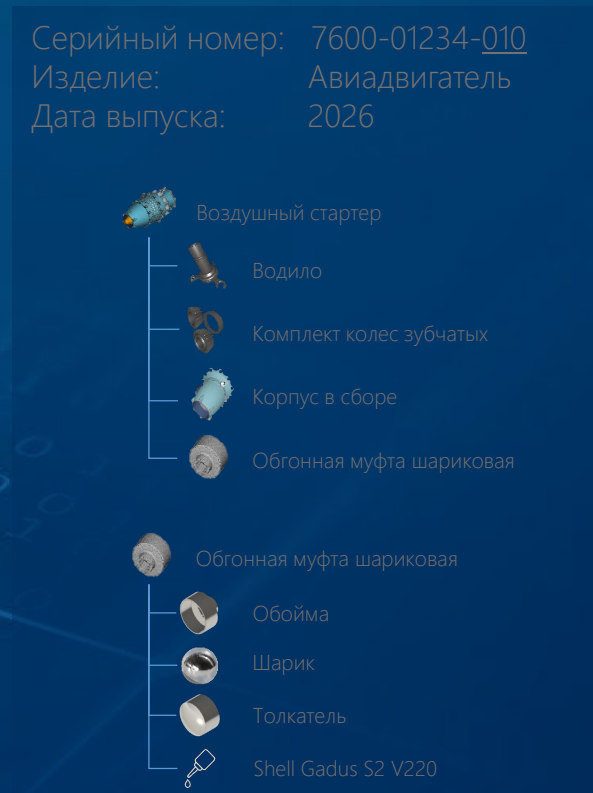 Серийный номер: 7600-01234-010
Изделие: Авиадвигатель
Дата выпуска: 2026
Воздушный стартер
Водило
Комплект колес зубчатых
Корпус в сборе
Обгонная муфта шариковая
Обгонная муфта шариковая
Обойма
Шарик
Толкатель
Shell Gadus S2 V220